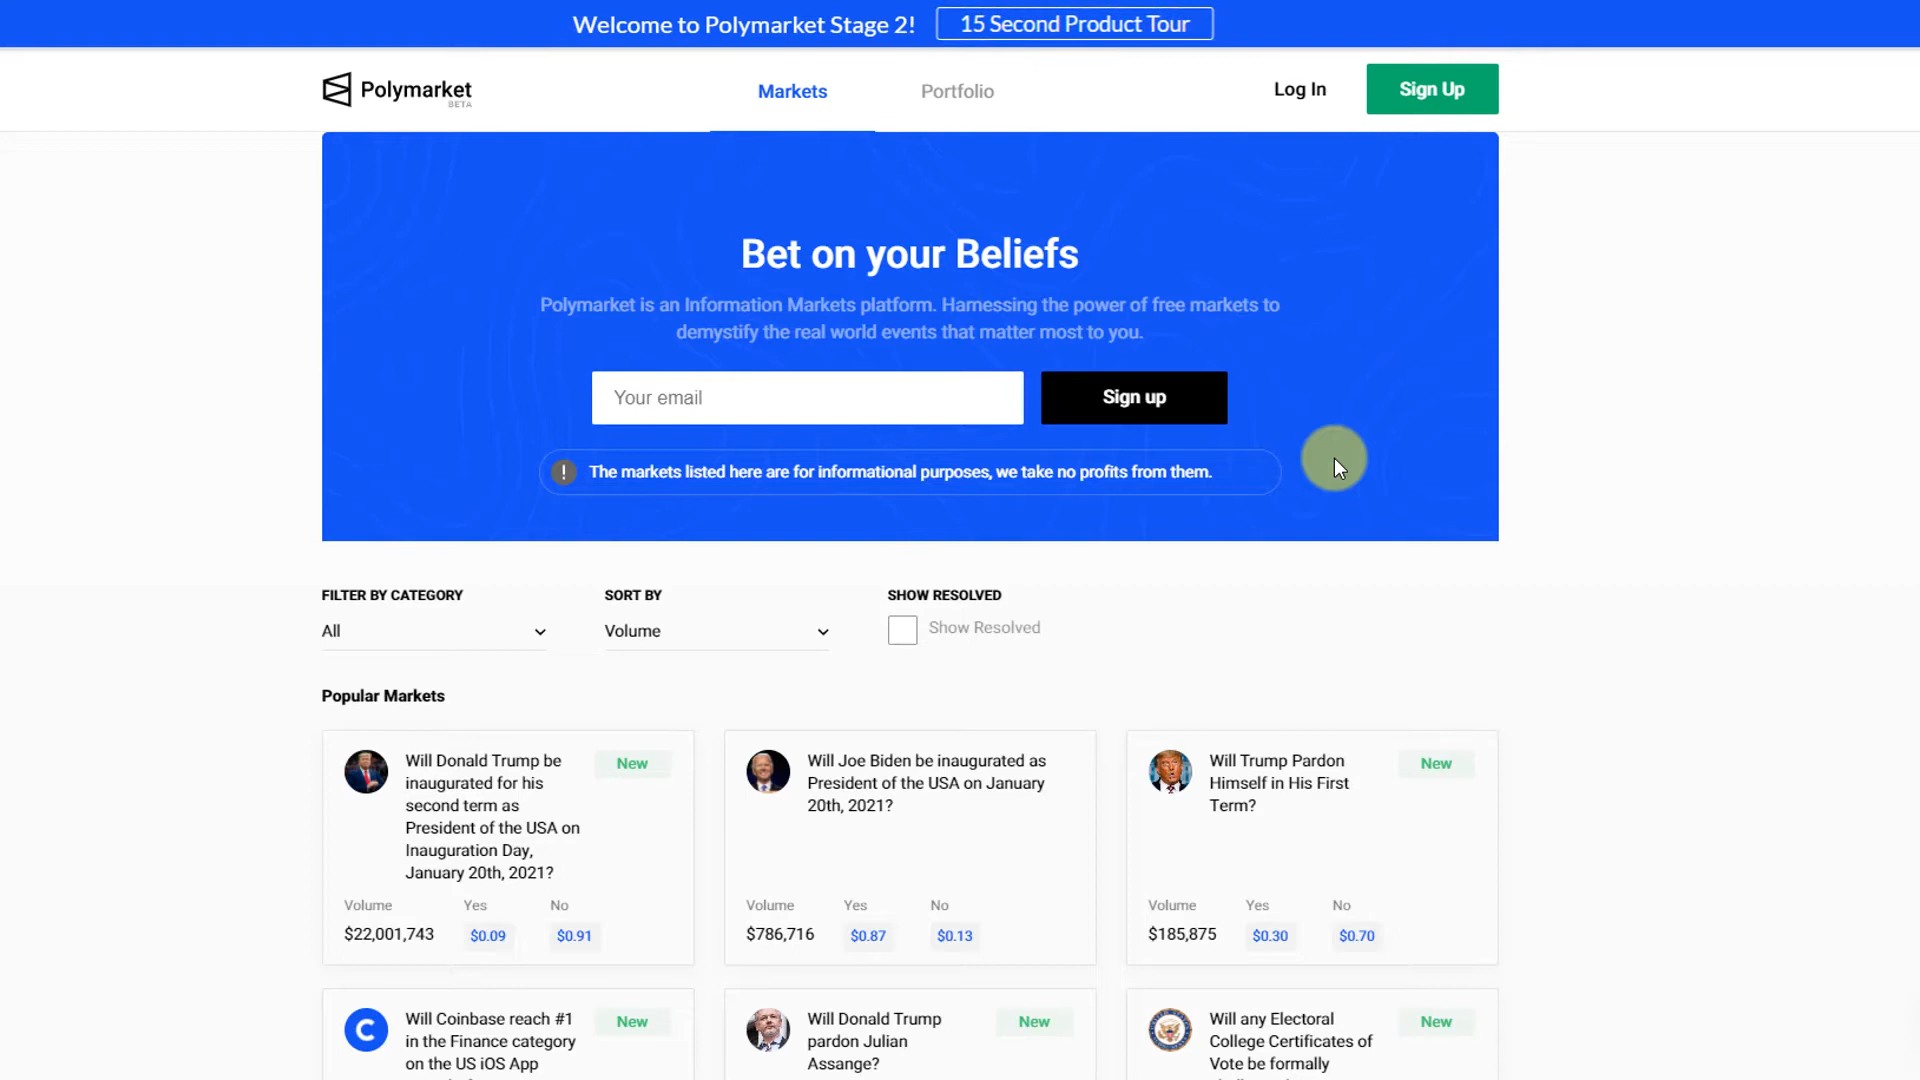 Welcome to Polymarket Stage 2! 15 Second Product Tour
Polymarket
BETA
Markets
Portfolio
Log In
Sign Up
Bet on your Beliefs
Polymarket is an Information Markets platform. Harnessing the power of free markets to
demystify the real world events that matter most to you.
Your email
Sign up
! The markets listed here are for informational purposes, we take no profits from them.
FILTER BY CATEGORY
All
SORT BY
Volume
SHOW RESOLVED
Show Resolved
Popular Markets
Will Donald Trump be
inaugurated for his
second term as
President of the USA on
Inauguration Day,
January 20th, 2021?
New
Volume Yes No
$22,001,743 $0.09 $0.91
Will Joe Biden be inaugurated as
President of the USA on January
20th, 2021?
Volume Yes No
$786,716 $0.87 $0.13
Will Trump Pardon
Himself in His First
Term?
New
Volume Yes No
$185,875 $0.30 $0.70
C
Will Coinbase reach #1
in the Finance category
on the US iOS App
New
Will Donald Trump
pardon Julian
Assange?
New
Will any Electoral
College Certificates of
Vote be formally
New